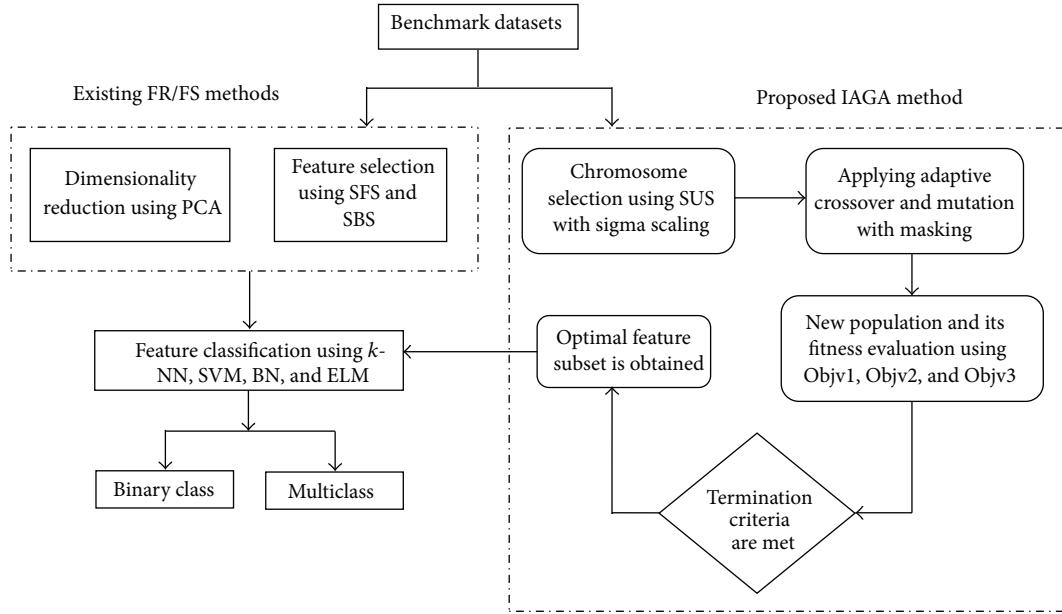 Benchmark datasets
Existing FR/FS methods
Dimensionality
reduction using PCA
Feature selection
using SFS and
SBS
Feature classification using k-
NN, SVM, BN, and ELM
Binary class
Multiclass
Proposed IAGA method
Chromosome
selection using SUS
with sigma scaling
Applying adaptive
crossover and mutation
with masking
New population and its
fitness evaluation using
Objv1, Objv2, and Objv3
Termination
criteria
are met
Optimal feature
subset is obtained